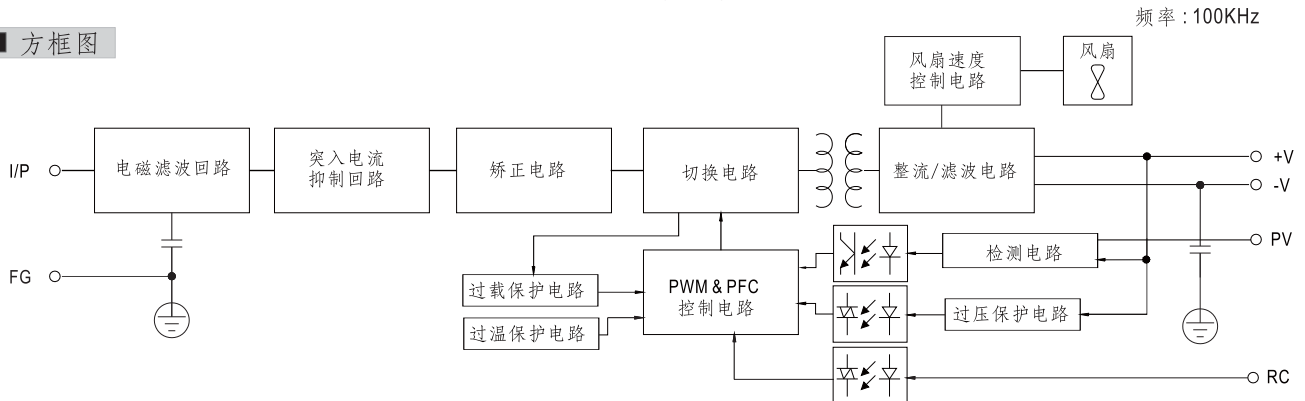 频率 : 100KHz
方框图
风扇速度
控制电路
风扇
I/P
电磁滤波回路
突入电流
抑制回路
矫正电路
切换电路
整流/滤波电路
+V
-V
PV
检测电路
FG
过载保护电路
PWM & PFC
控制电路
过压保护电路
过温保护电路
RC